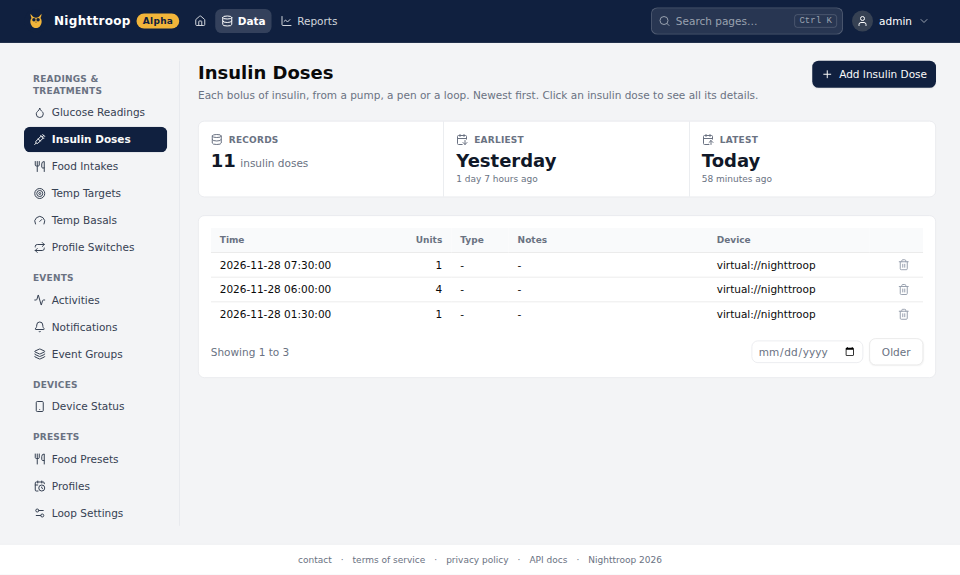 Nighttroop Alpha Data Reports Search pages... Ctrl K admin
READINGS &
TREATMENTS
Glucose Readings
Insulin Doses
Food Intakes
Temp Targets
Temp Basals
Profile Switches
EVENTS
Activities
Notifications
Event Groups
DEVICES
Device Status
PRESETS
Food Presets
Profiles
Loop Settings
Insulin Doses
Add Insulin Dose
Each bolus of insulin, from a pump, a pen or a loop. Newest first. Click an insulin dose to see all its details.
RECORDS
11 insulin doses
EARLIEST
Yesterday
1 day 7 hours ago
LATEST
Today
58 minutes ago
Time Units Type Notes Device
2026-11-28 07:30:00 1 - - virtual://nighttroop
2026-11-28 06:00:00 4 - - virtual://nighttroop
2026-11-28 01:30:00 1 - - virtual://nighttroop
Showing 1 to 3 mm/dd/yyyy Older
contact · terms of service · privacy policy · API docs · Nighttroop 2026